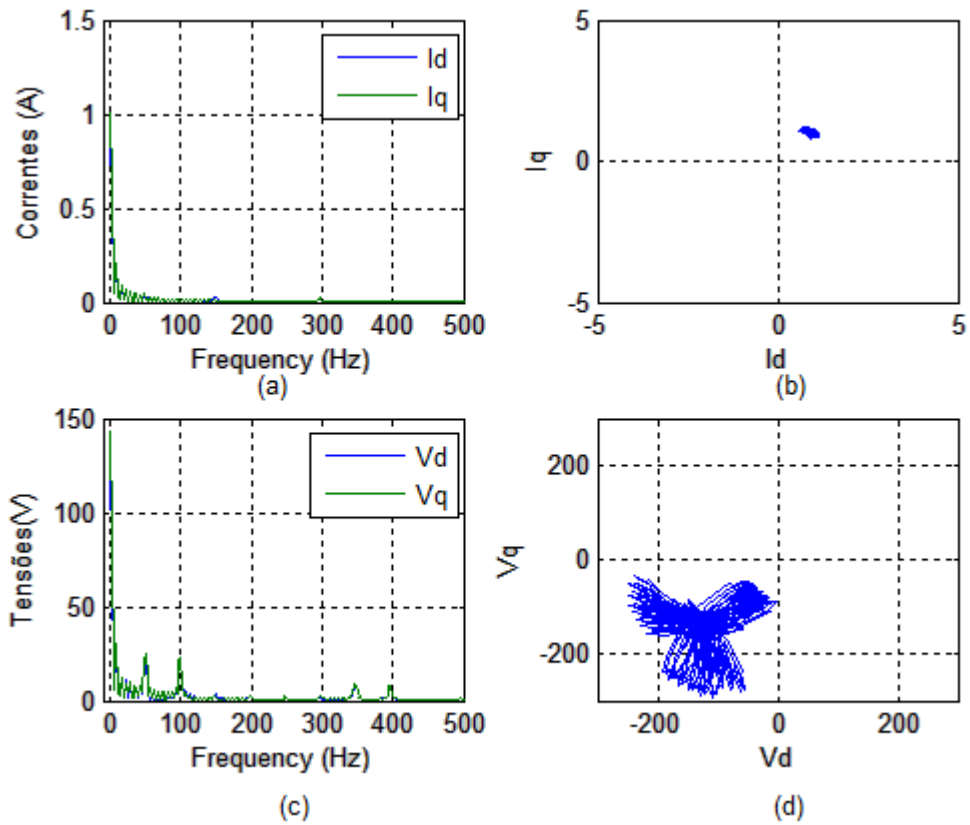 1.5
1
0.5
0
Correntes (A)
Id
Iq
0 100 200 300 400 500
Frequency (Hz)
(a)
5
0
-5
Iq
-5 0 5
Id
(b)
150
100
50
0
Tensões(V)
Vd
Vq
0 100 200 300 400 500
Frequency (Hz)
(c)
200
0
-200
Vq
-200 0 200
Vd
(d)